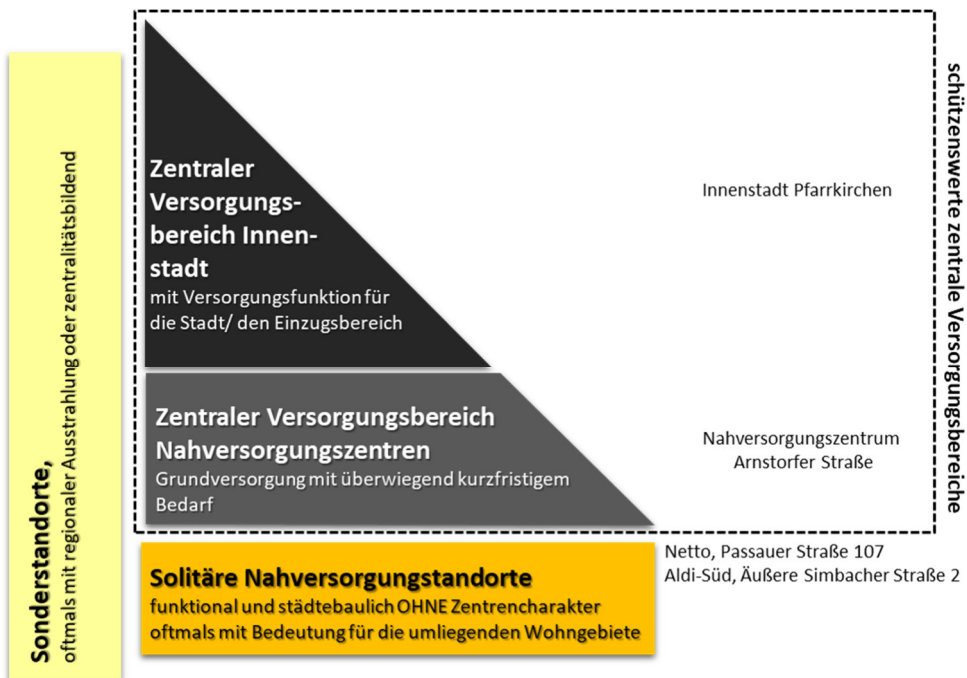 Sonderstandorte,
oftmals mit regionaler Ausstrahlung oder zentralitätsbildend
Zentraler
Versorgungs-
bereich Innen-
stadt
mit Versorgungsfunktion für
die Stadt/ den Einzugsbereich
Innenstadt Pfarrkirchen
Zentraler Versorgungsbereich
Nahversorgungszentren
Grundversorgung mit überwiegend kurzfristigem
Bedarf
Nahversorgungszentrum
Arnstorfer Straße
Solitäre Nahversorgungstandorte
funktional und städtebaulich OHNE Zentrencharakter
oftmals mit Bedeutung für die umliegenden Wohngebiete
Netto, Passauer Straße 107
Aldi-Süd, Äußere Simbacher Straße 2
schützenswerte zentrale Versorgungsbereiche